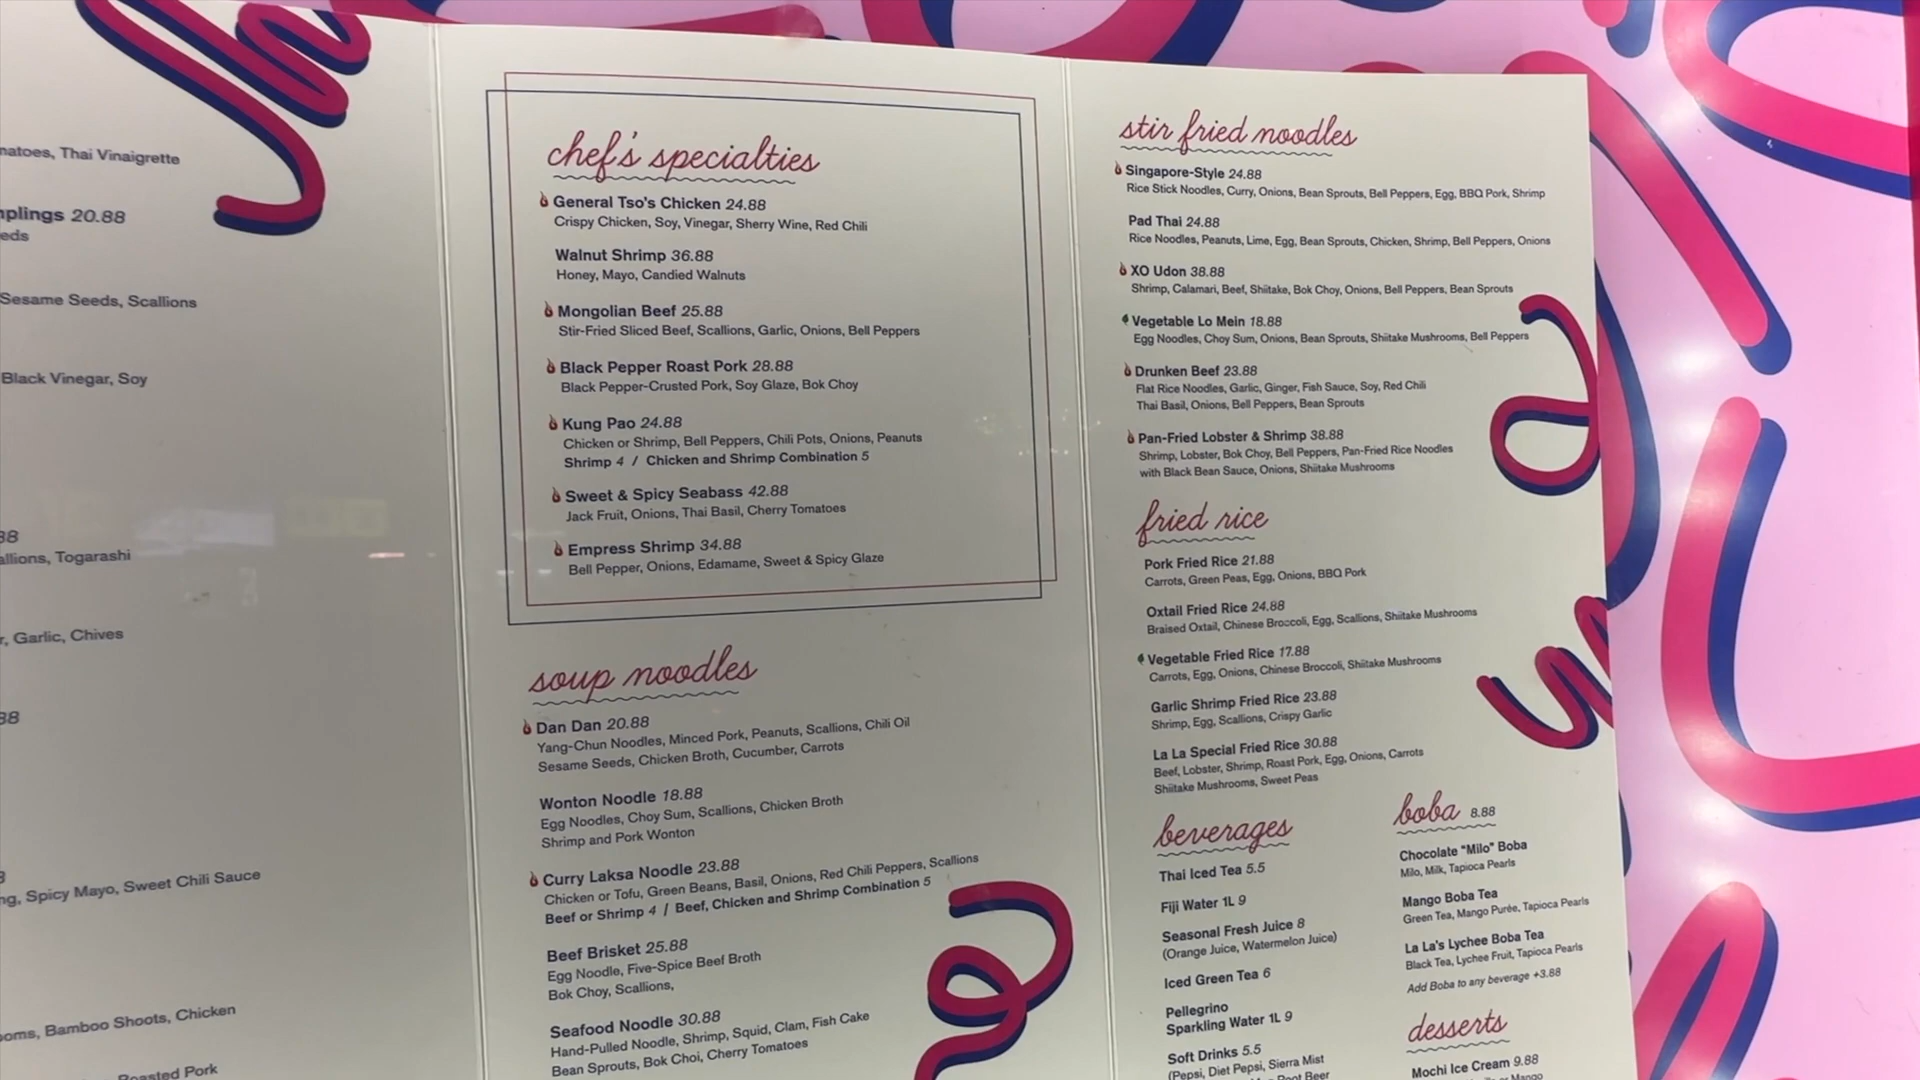 Thai Vinaigrette
20.88
Sesame Seeds, Scallions
Black Vinegar, Soy
Togarashi
Garlic, Chives
Spicy Mayo, Sweet Chili Sauce
Bamboo Shoots, Chicken
Pork
chef's specialties
General Tso's Chicken 24.88
Crispy Chicken, Soy, Vinegar, Sherry Wine, Red Chili
Walnut Shrimp 36.88
Honey, Mayo, Candied Walnuts
Mongolian Beef 25.88
Stir-Fried Sliced Beef, Scallions, Garlic, Onions, Bell Peppers
Black Pepper Roast Pork 28.88
Black Pepper-Crusted Pork, Soy Glaze, Bok Choy
Kung Pao 24.88
Chicken or Shrimp, Bell Peppers, Chili Pots, Onions, Peanuts
Shrimp 4 / Chicken and Shrimp Combination 5
Sweet & Spicy Seabass 42.88
Jack Fruit, Onions, Thai Basil, Cherry Tomatoes
Empress Shrimp 34.88
Bell Pepper, Onions, Edamame, Sweet & Spicy Glaze
soup noodles
Dan Dan 20.88
Yang-Chun Noodles, Minced Pork, Peanuts, Scallions, Chili Oil
Sesame Seeds, Chicken Broth, Cucumber, Carrots
Wonton Noodle 18.88
Egg Noodles, Choy Sum, Scallions, Chicken Broth
Shrimp and Pork Wonton
Curry Laksa Noodle 23.88
Chicken or Tofu, Green Beans, Basil, Onions, Red Chili Peppers, Scallions
Beef or Shrimp 4 / Beef, Chicken and Shrimp Combination 5
Beef Brisket 25.88
Egg Noodle, Five-Spice Beef Broth
Bok Choy, Scallions,
Seafood Noodle 30.88
Hand-Pulled Noodle, Shrimp, Squid, Clam, Fish Cake
Bean Sprouts, Bok Choi, Cherry Tomatoes
stir fried noodles
Singapore-Style 24.88
Rice Stick Noodles, Curry, Onions, Bean Sprouts, Bell Peppers, Egg, BBQ Pork, Shrimp
Pad Thai 24.88
Rice Noodles, Peanuts, Lime, Egg, Bean Sprouts, Chicken, Shrimp, Bell Peppers, Onions
XO Udon 38.88
Shrimp, Calamari, Beef, Shiitake, Bok Choy, Onions, Bell Peppers, Bean Sprouts
Vegetable Lo Mein 18.88
Egg Noodles, Choy Sum, Onions, Bean Sprouts, Shiitake Mushrooms, Bell Peppers
Drunken Beef 23.88
Flat Rice Noodles, Garlic, Ginger, Fish Sauce, Soy, Red Chili
Thai Basil, Onions, Bell Peppers, Bean Sprouts
Pan-Fried Lobster & Shrimp 38.88
Shrimp, Lobster, Bok Choy, Bell Peppers, Pan-Fried Rice Noodles
with Black Bean Sauce, Onions, Shiitake Mushrooms
fried rice
Pork Fried Rice 21.88
Carrots, Green Peas, Egg, Onions, BBQ Pork
Oxtail Fried Rice 24.88
Braised Oxtail, Chinese Broccoli, Egg, Scallions, Shiitake Mushrooms
Vegetable Fried Rice 17.88
Carrots, Egg, Onions, Chinese Broccoli, Shiitake Mushrooms
Garlic Shrimp Fried Rice 23.88
Shrimp, Egg, Scallions, Crispy Garlic
La La Special Fried Rice 30.88
Beef, Lobster, Shrimp, Roast Pork, Egg, Onions, Carrots
Shiitake Mushrooms, Sweet Peas
beverages
Thai Iced Tea 5.5
Fiji Water 1L 9
Seasonal Fresh Juice 8
(Orange Juice, Watermelon Juice)
Iced Green Tea 6
Pellegrino
Sparkling Water 1L 9
Soft Drinks 5.5
(Pepsi, Diet Pepsi, Sierra Mist
Root Beer
boba 8.88
Chocolate "Milo" Boba
Milo, Milk, Tapioca Pearls
Mango Boba Tea
Green Tea, Mango Purée, Tapioca Pearls
La La's Lychee Boba Tea
Black Tea, Lychee Fruit, Tapioca Pearls
Add Boba to any beverage +3.88
desserts
Mochi Ice Cream 9.88
or Mango